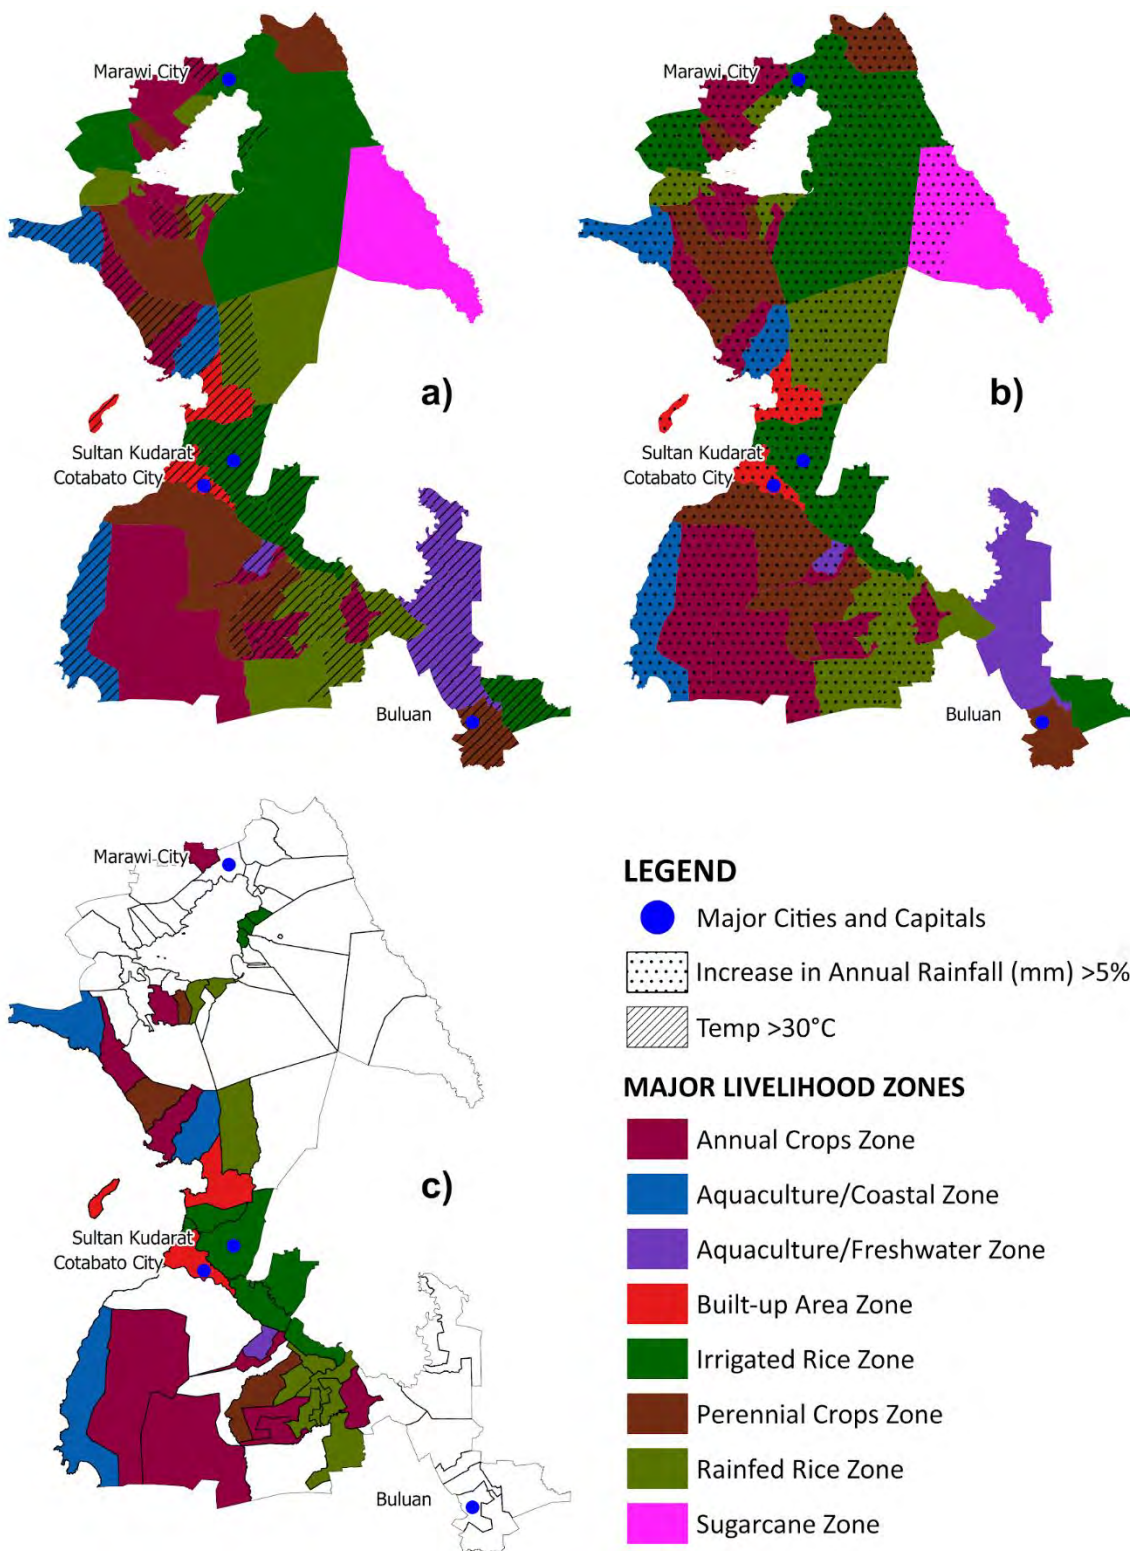 Marawi City
a)
Sultan Kudarat
Cotabato City
Buluan
Marawi City
b)
Sultan Kudarat
Cotabato City
Buluan
Marawi City
c)
Sultan Kudarat
Cotabato City
Buluan
LEGEND
Major Cities and Capitals
Increase in Annual Rainfall (mm) >5%
Temp >30°C
MAJOR LIVELIHOOD ZONES
Annual Crops Zone
Aquaculture/Coastal Zone
Aquaculture/Freshwater Zone
Built-up Area Zone
Irrigated Rice Zone
Perennial Crops Zone
Rainfed Rice Zone
Sugarcane Zone